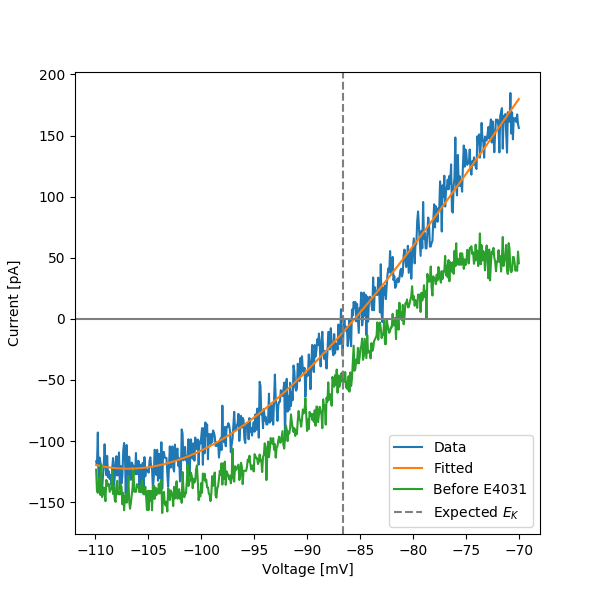 200
150
100
50
0
−50
−100
−150
Current [pA]
−110
−105
−100
−95
−90
−85
−80
−75
−70
Voltage [mV]
Data
Fitted
Before E4031
Expected $E_K$